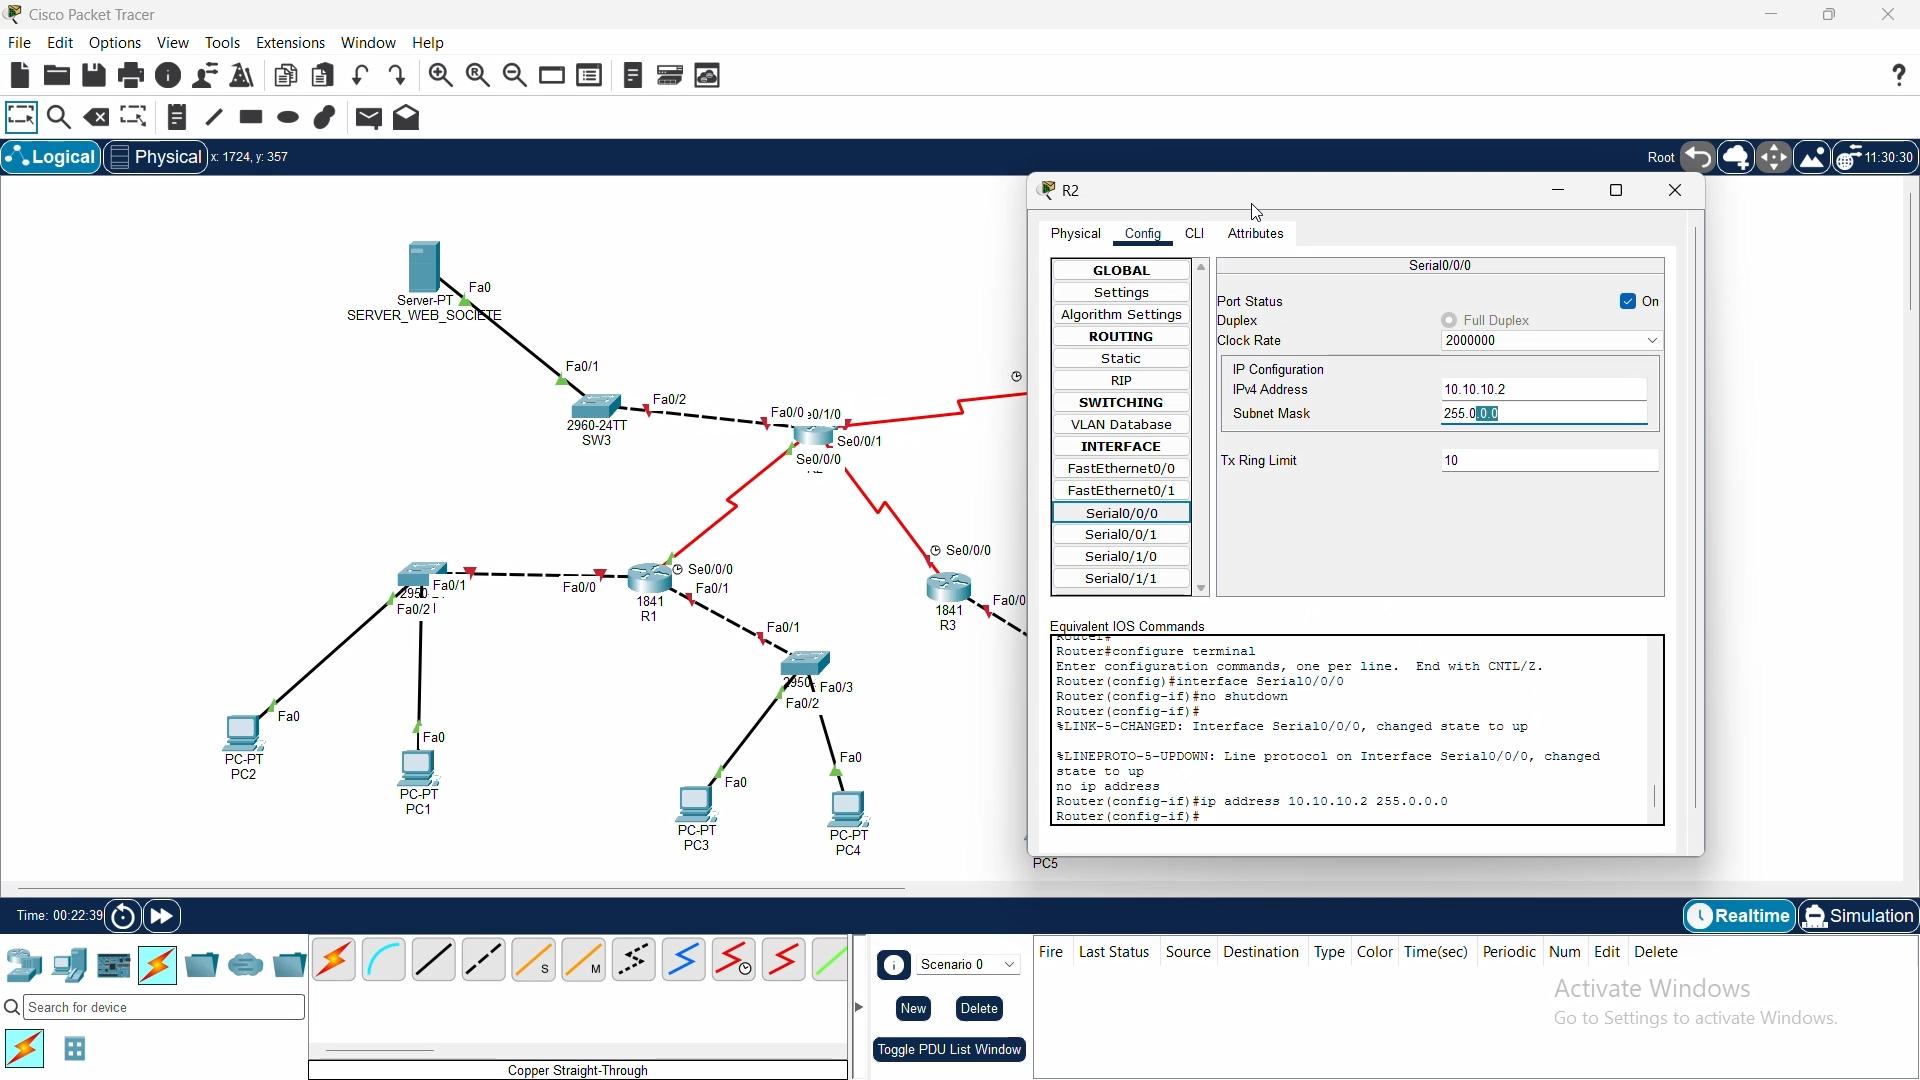 Cisco Packet Tracer
File Edit Options View Tools Extensions Window Help
Logical Physical x: 1724, y: 357 Root 11:30:30
Fa0
Server-PT
SERVER_WEB_SOCIETE
Fa0/1
Fa0/2
2960-24TT
SW3
Fa0/0
Se0/0/1
Se0/0/0
Fa0/1
Fa0/2
Fa0/0
Se0/0/0
Fa0/1
1841
R1
Se0/0/0
1841
R3
Fa0/0
Fa0/1
Fa0/3
Fa0/2
Fa0
PC-PT
PC2
Fa0
PC-PT
PC1
Fa0
PC-PT
PC3
Fa0
PC-PT
PC4
PC5
R2
Physical Config CLI Attributes
GLOBAL
Settings
Algorithm Settings
ROUTING
Static
RIP
SWITCHING
VLAN Database
INTERFACE
FastEthernet0/0
FastEthernet0/1
Serial0/0/0
Serial0/0/1
Serial0/1/0
Serial0/1/1
Serial0/0/0
Port Status On
Duplex Full Duplex
Clock Rate 2000000
IP Configuration
IPv4 Address 10.10.10.2
Subnet Mask 255.0.0.0
Tx Ring Limit 10
Equivalent IOS Commands
Router#
Router#configure terminal
Enter configuration commands, one per line. End with CNTL/Z.
Router(config)#interface Serial0/0/0
Router(config-if)#no shutdown
Router(config-if)#
%LINK-5-CHANGED: Interface Serial0/0/0, changed state to up
%LINEPROTO-5-UPDOWN: Line protocol on Interface Serial0/0/0, changed
state to up
no ip address
Router(config-if)#ip address 10.10.10.2 255.0.0.0
Router(config-if)#
Time: 00:22:39 Realtime Simulation
Search for device
Copper Straight-Through
Scenario 0
New Delete
Toggle PDU List Window
Fire Last Status Source Destination Type Color Time(sec) Periodic Num Edit Delete
Activate Windows
Go to Settings to activate Windows.